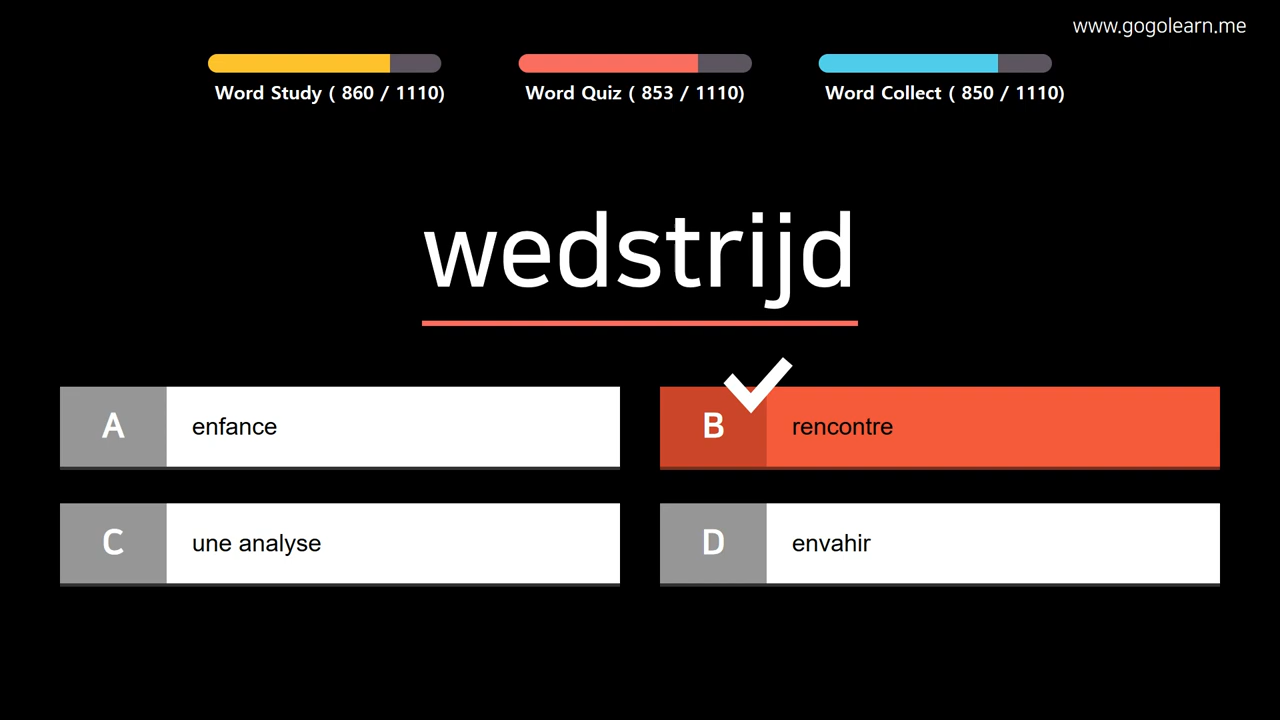 www.gogolearn.me
Word Study ( 860 / 1110)
Word Quiz ( 853 / 1110)
Word Collect ( 850 / 1110)
wedstrijd
A enfance
B rencontre
C une analyse
D envahir